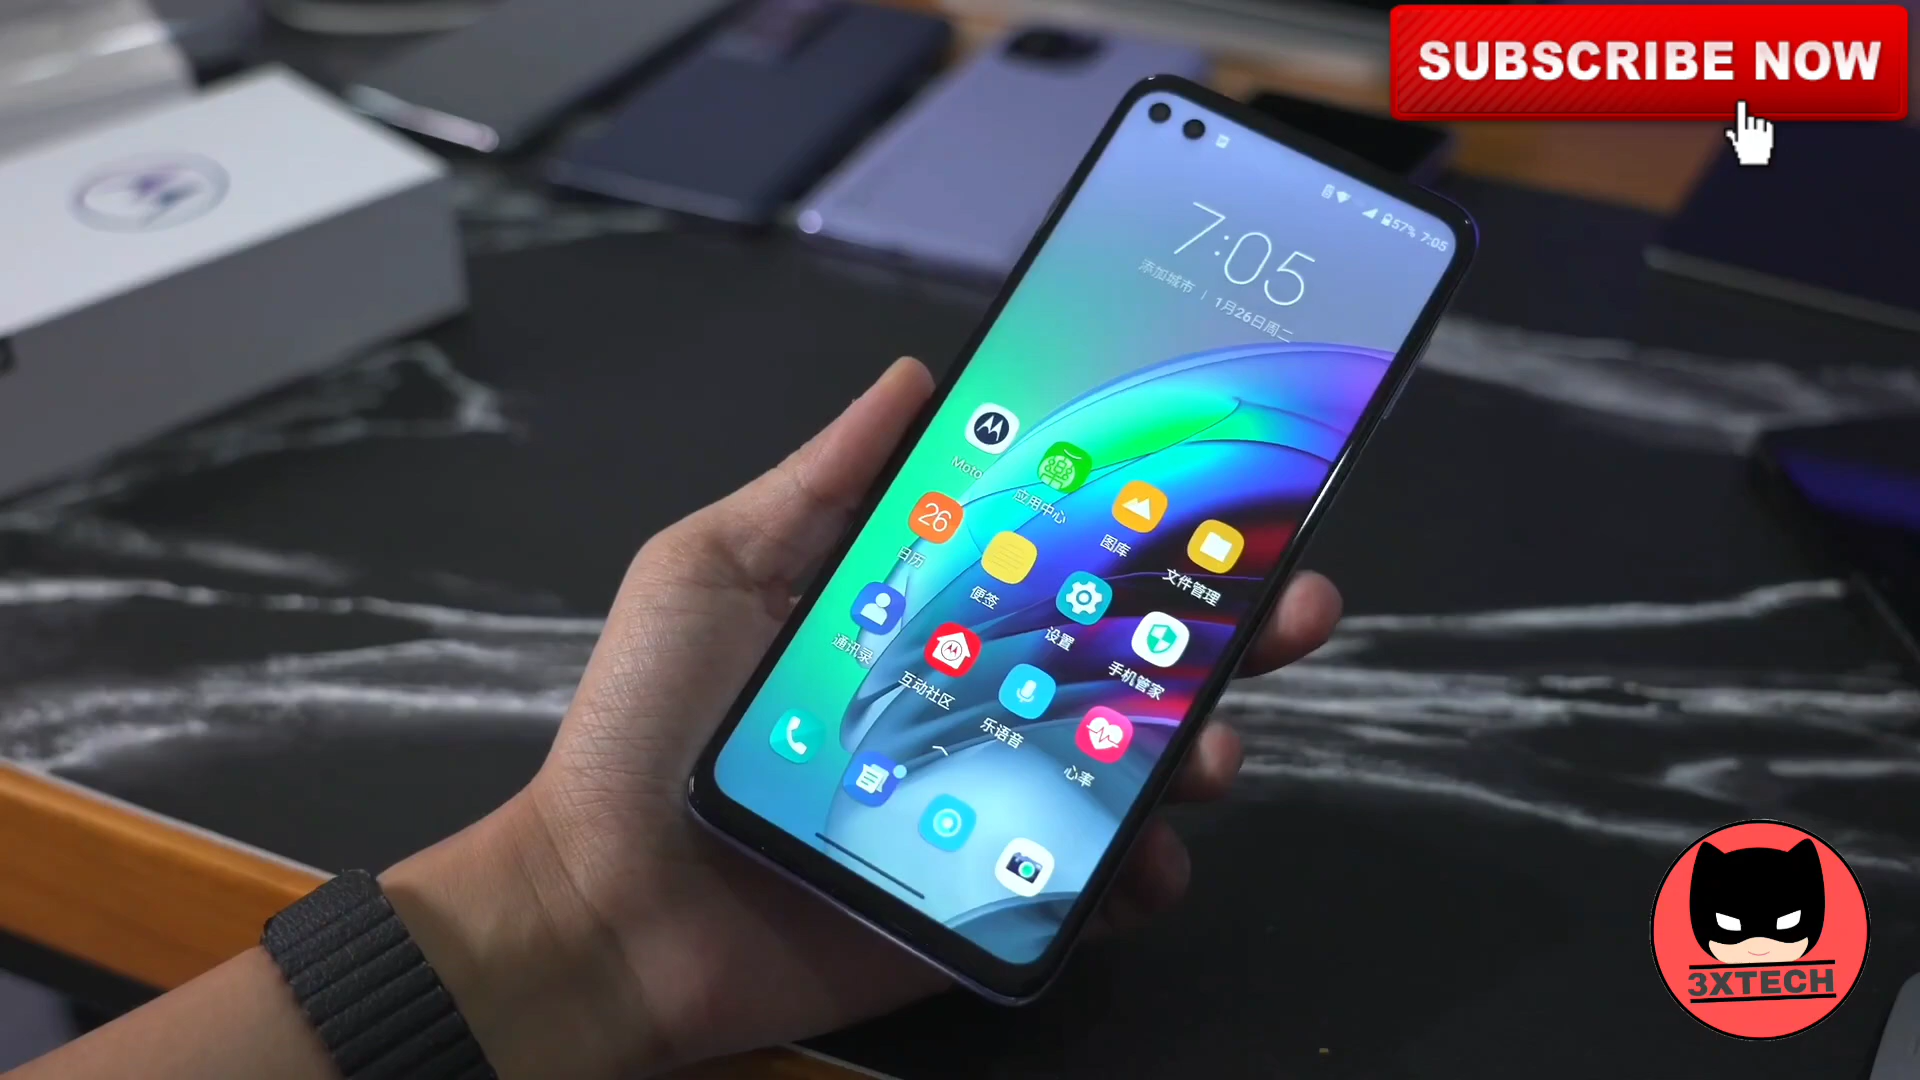 SUBSCRIBE NOW
57% 7:05
7:05
添加城市 | 1月26日周二
Moto
应用中心
图库
文件管理
26
日历
便签
设置
手机管家
通讯录
互动社区
乐语音
心率
3XTECH